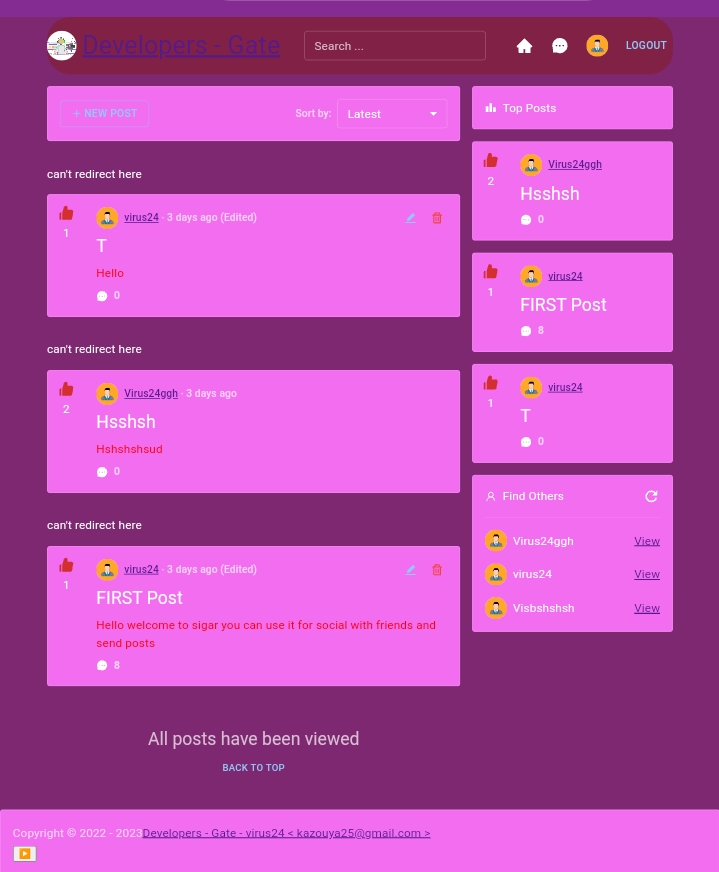 Developers - Gate
Search ...
LOGOUT
+ NEW POST
Sort by:
Latest
can't redirect here
virus24 · 3 days ago (Edited)
1
T
Hello
0
can't redirect here
Virus24ggh · 3 days ago
2
Hsshsh
Hshshshsud
0
can't redirect here
virus24 · 3 days ago (Edited)
1
FIRST Post
Hello welcome to sigar you can use it for social with friends and
send posts
8
All posts have been viewed
BACK TO TOP
Top Posts
Virus24ggh
2
Hsshsh
0
virus24
1
FIRST Post
8
virus24
1
T
0
Find Others
Virus24ggh View
virus24 View
Visbshshsh View
Copyright © 2022 - 2023Developers - Gate - virus24 < kazouya25@gmail.com >